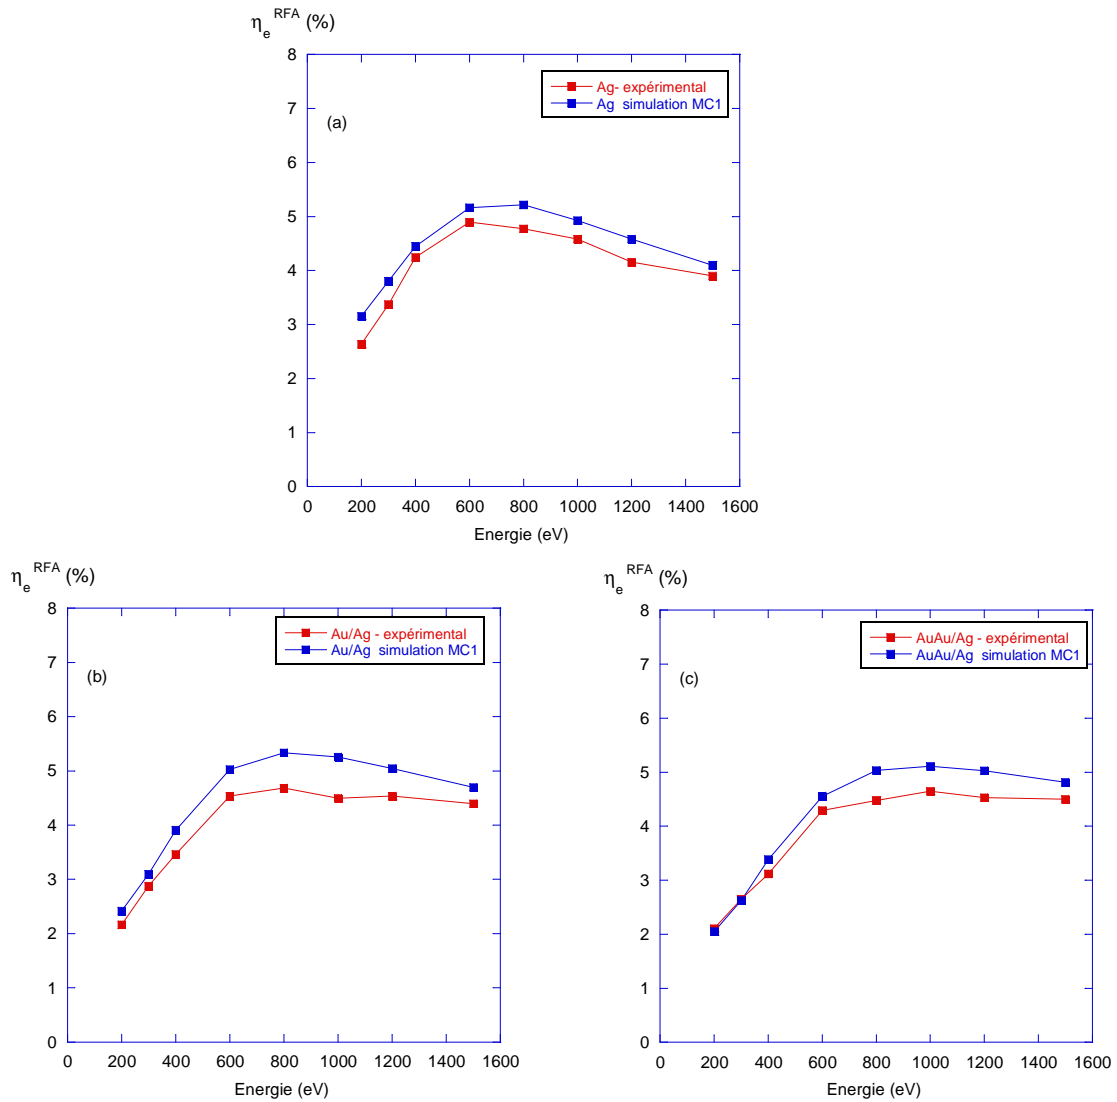 ηe RFA (%)
8
7
6
5
4
3
2
1
0
Ag- expérimental
Ag simulation MC1
(a)
0 200 400 600 800 1000 1200 1400 1600
Energie (eV)
ηe RFA (%)
8
7
6
5
4
3
2
1
0
Au/Ag - expérimental
Au/Ag simulation MC1
(b)
0 200 400 600 800 1000 1200 1400 1600
Energie (eV)
ηe RFA (%)
8
7
6
5
4
3
2
1
0
AuAu/Ag - expérimental
AuAu/Ag simulation MC1
(c)
0 200 400 600 800 1000 1200 1400 1600
Energie (eV)